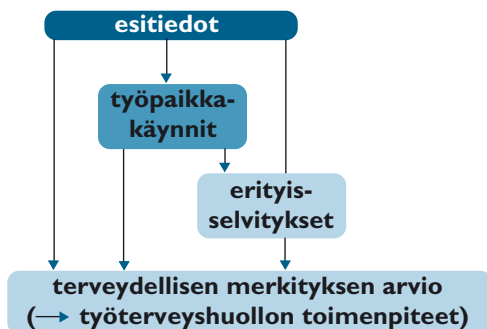 esitiedot
työpaikka-
käynnit
erityis-
selvitykset
terveydellisen merkityksen arvio
(→ työterveyshuollon toimenpiteet)